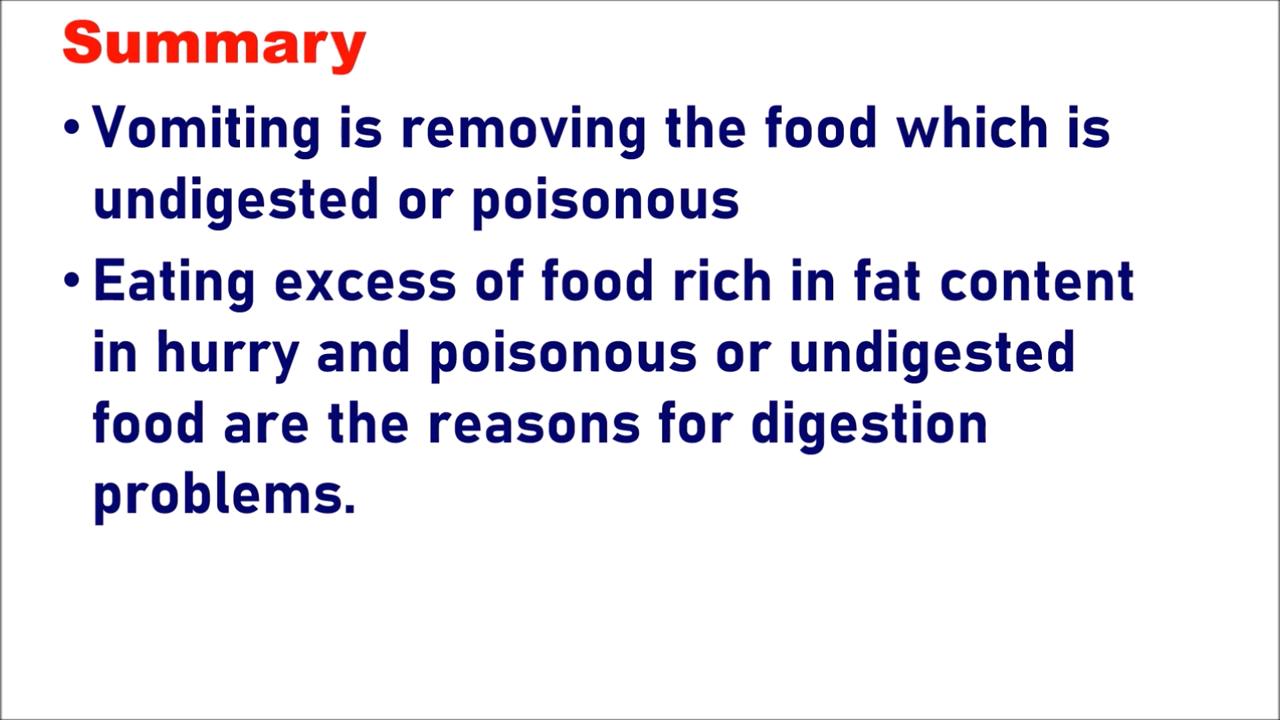 Summary
• Vomiting is removing the food which is
undigested or poisonous
• Eating excess of food rich in fat content
in hurry and poisonous or undigested
food are the reasons for digestion
problems.